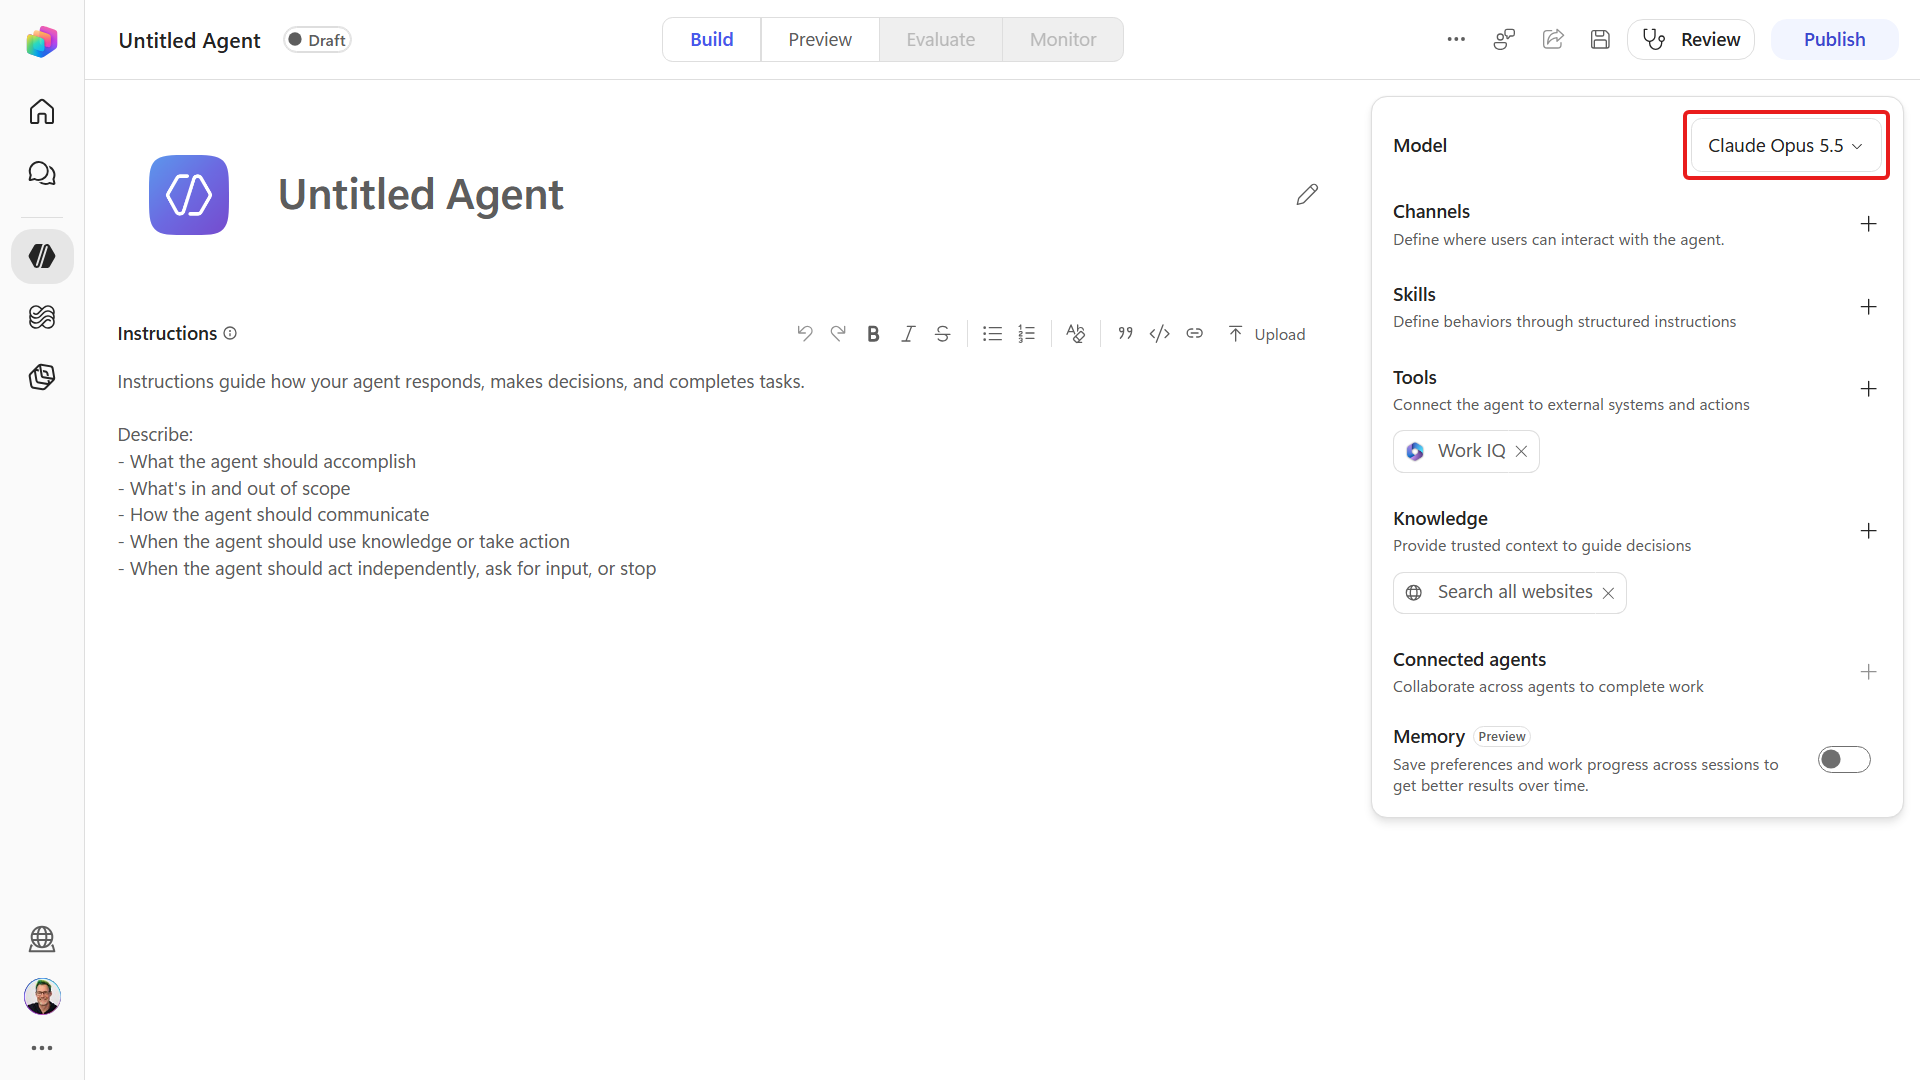 Untitled Agent
Draft
Build
Preview
Evaluate
Monitor
Review
Publish
Untitled Agent
Instructions
Upload
Instructions guide how your agent responds, makes decisions, and completes tasks.
Describe:
- What the agent should accomplish
- What's in and out of scope
- How the agent should communicate
- When the agent should use knowledge or take action
- When the agent should act independently, ask for input, or stop
Model
Claude Opus 5.5
Channels
Define where users can interact with the agent.
Skills
Define behaviors through structured instructions
Tools
Connect the agent to external systems and actions
Work IQ
Knowledge
Provide trusted context to guide decisions
Search all websites
Connected agents
Collaborate across agents to complete work
Memory
Preview
Save preferences and work progress across sessions to
get better results over time.